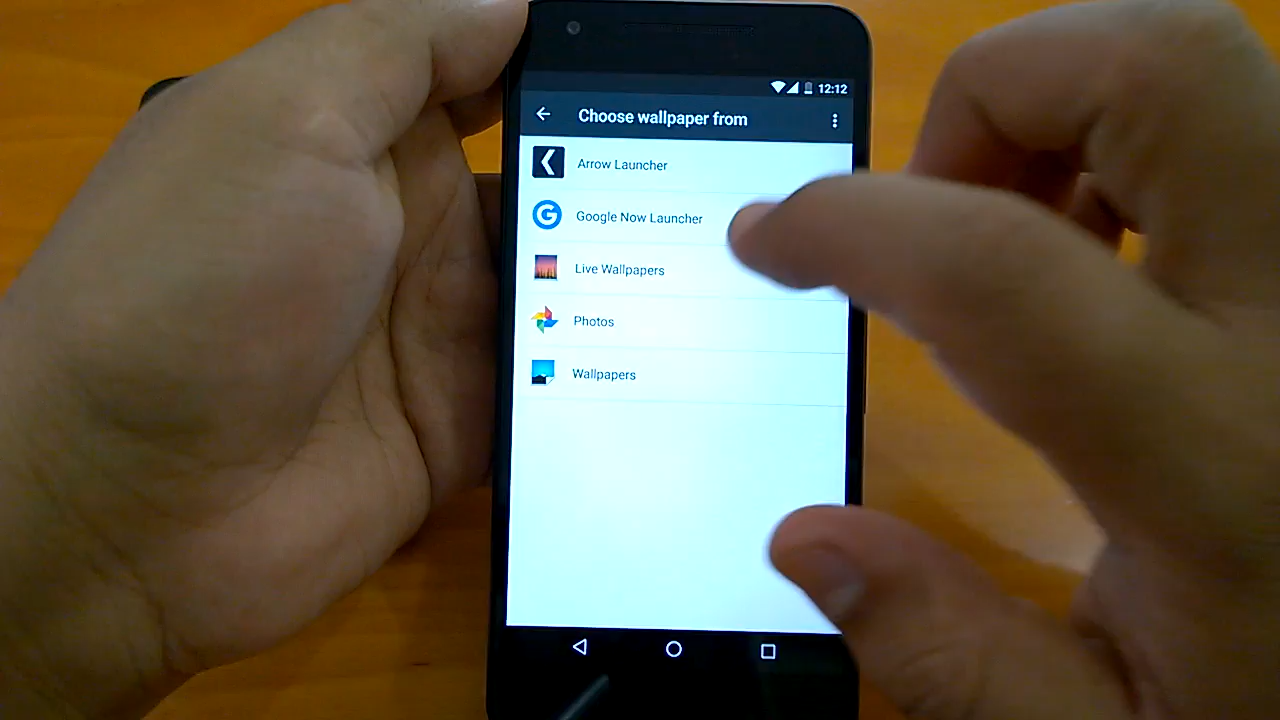 12:12
Choose wallpaper from
Arrow Launcher
Google Now Launcher
Live Wallpapers
Photos
Wallpapers